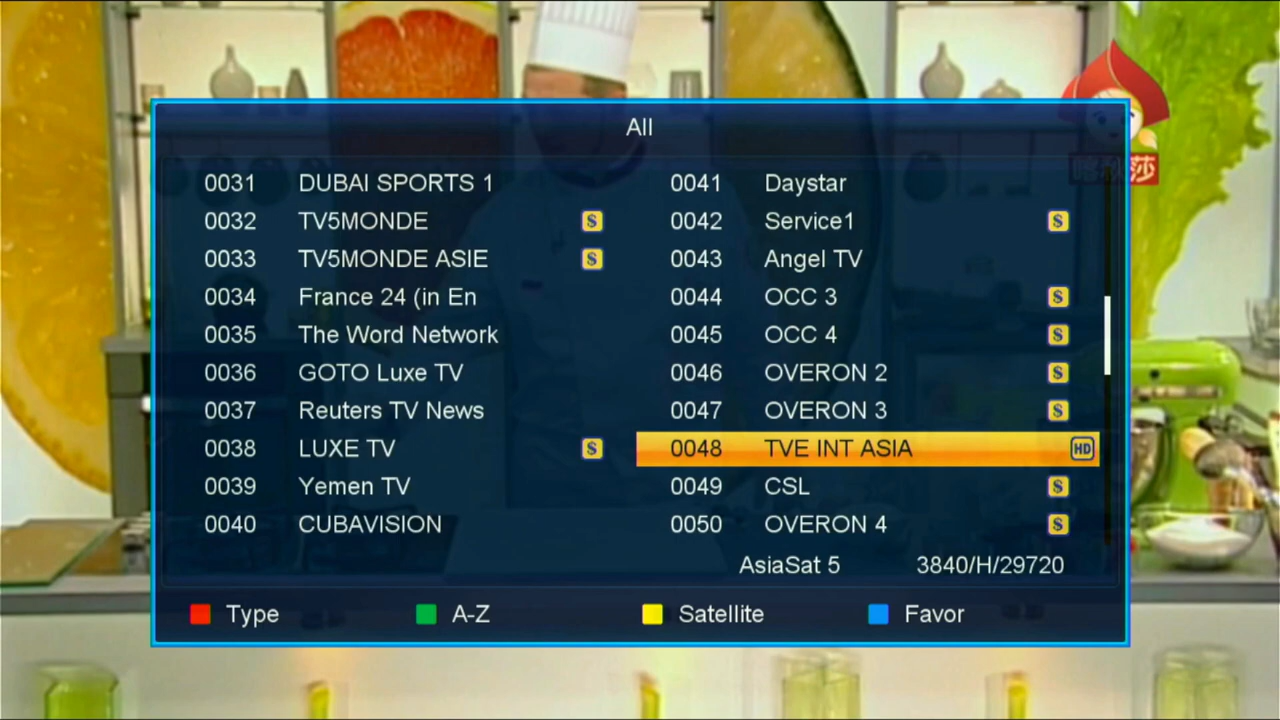 All
0031 DUBAI SPORTS 1
0032 TV5MONDE $
0033 TV5MONDE ASIE $
0034 France 24 (in En
0035 The Word Network
0036 GOTO Luxe TV
0037 Reuters TV News
0038 LUXE TV $
0039 Yemen TV
0040 CUBAVISION
0041 Daystar
0042 Service1 $
0043 Angel TV
0044 OCC 3 $
0045 OCC 4 $
0046 OVERON 2 $
0047 OVERON 3 $
0048 TVE INT ASIA HD
0049 CSL $
0050 OVERON 4 $
AsiaSat 5 3840/H/29720
Type A-Z Satellite Favor